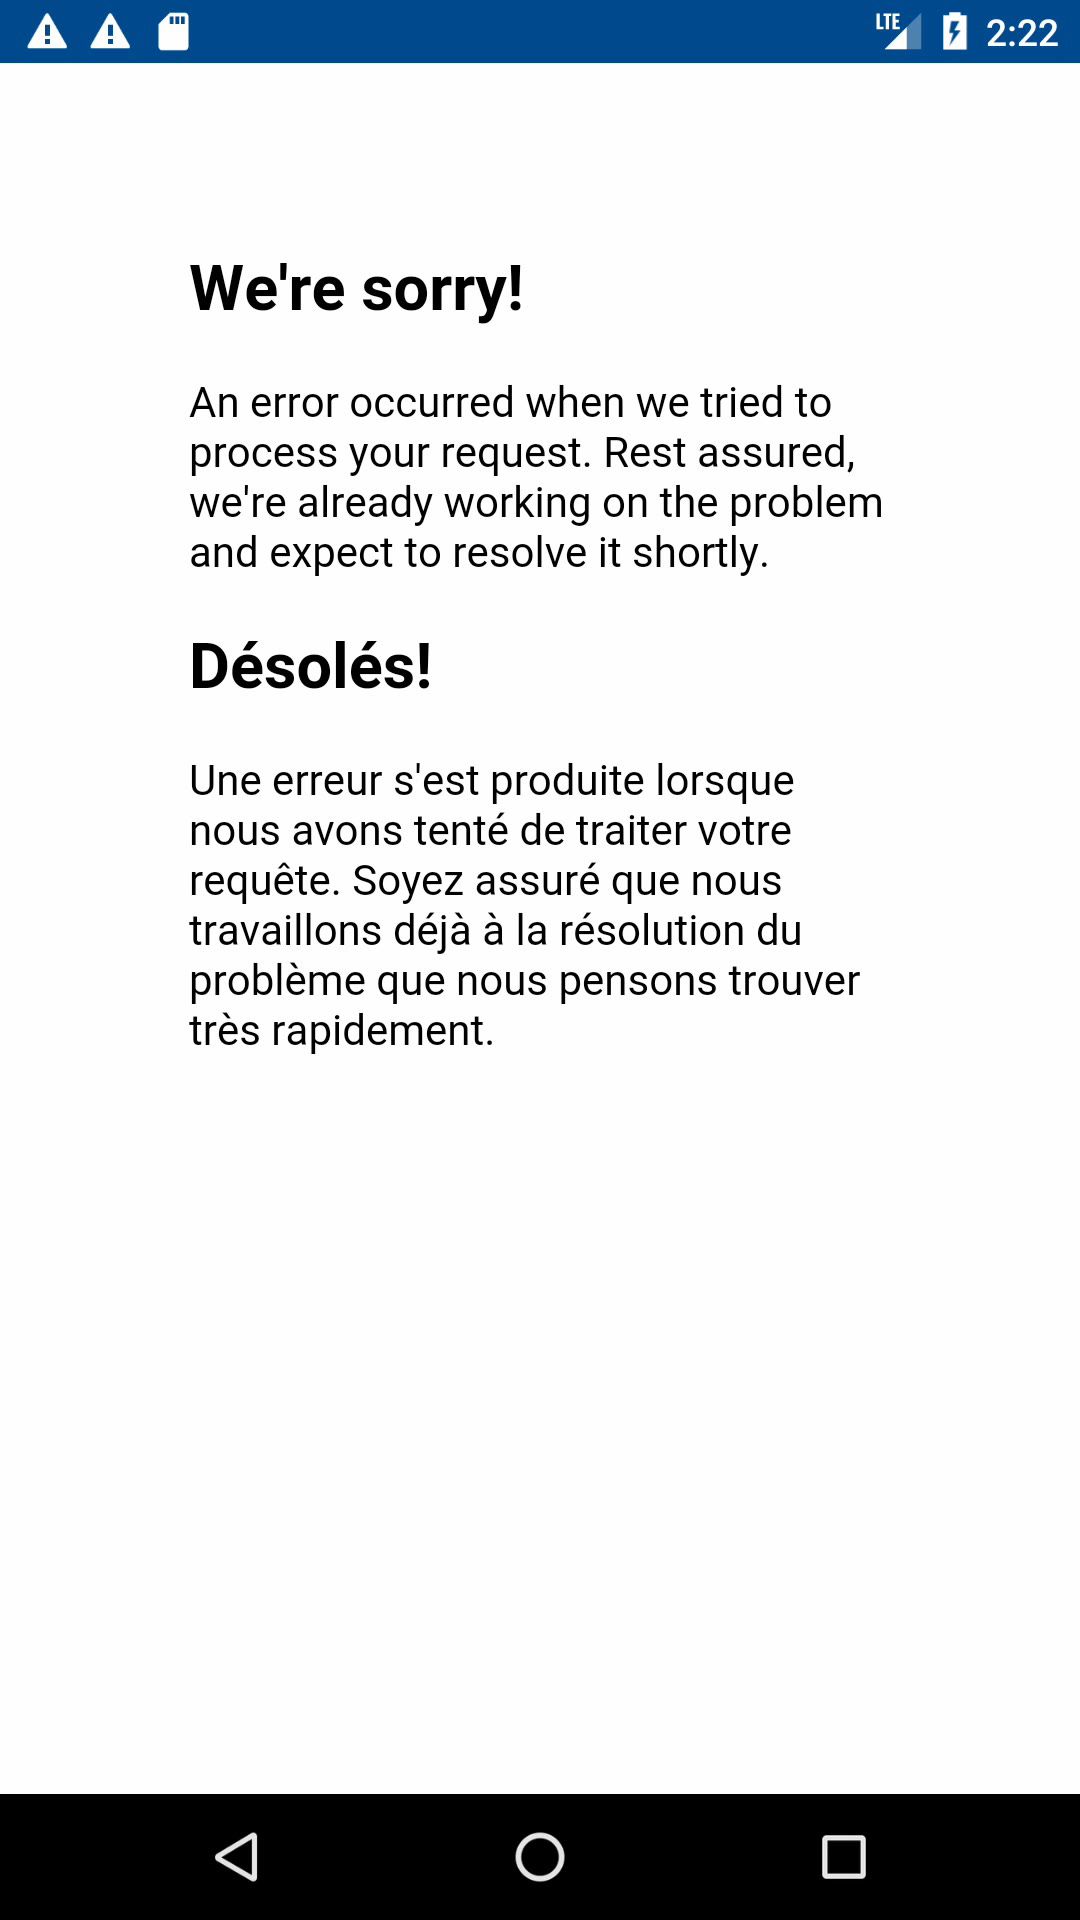 LTE 2:22
We're sorry!
An error occurred when we tried to
process your request. Rest assured,
we're already working on the problem
and expect to resolve it shortly.
Désolés!
Une erreur s'est produite lorsque
nous avons tenté de traiter votre
requête. Soyez assuré que nous
travaillons déjà à la résolution du
problème que nous pensons trouver
très rapidement.